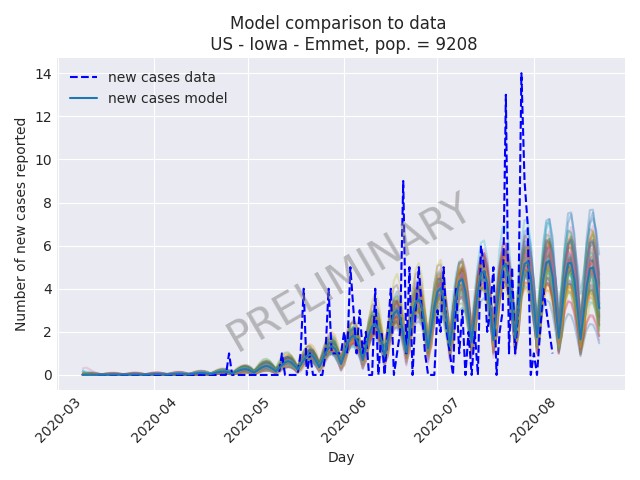 Model comparison to data
US - Iowa - Emmet, pop. = 9208
new cases data
new cases model
PRELIMINARY
Number of new cases reported
14
12
10
8
6
4
2
0
2020-03
2020-04
2020-05
2020-06
2020-07
2020-08
Day